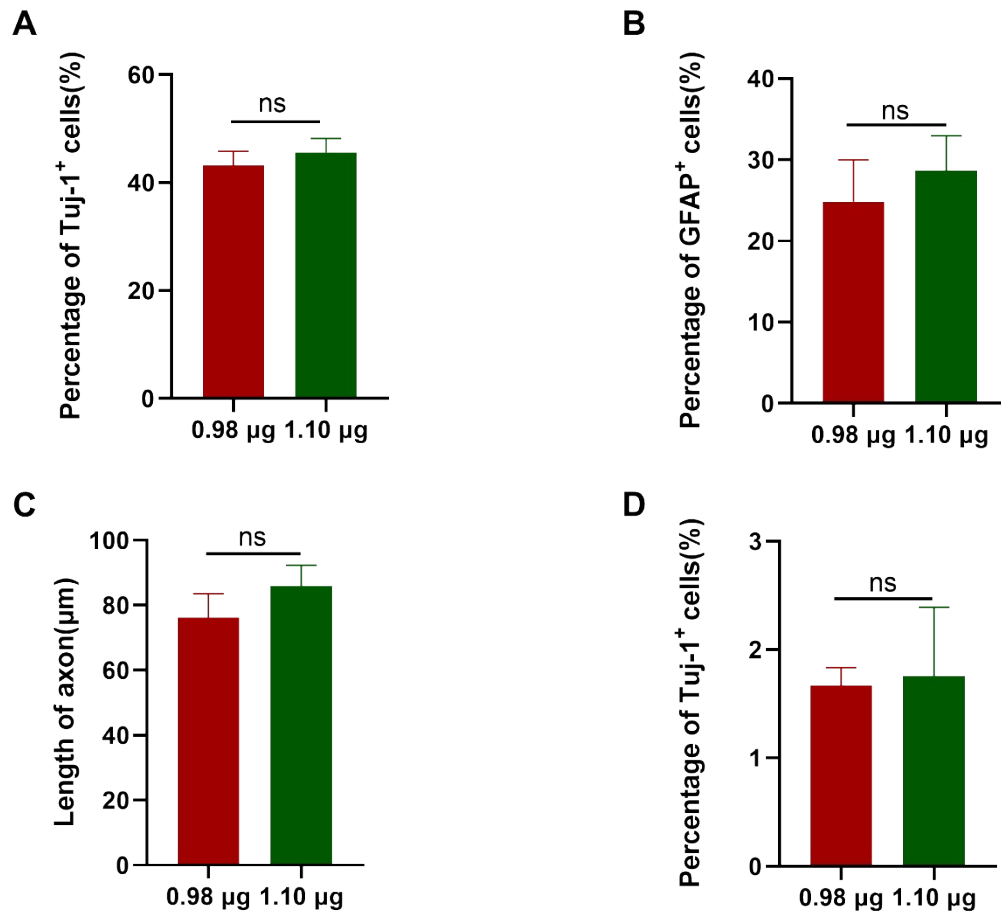 A
Percentage of Tuj-1+ cells(%)
60
40
20
0
ns
0.98 µg 1.10 µg
B
Percentage of GFAP+ cells(%)
40
30
20
10
0
ns
0.98 µg 1.10 µg
C
Length of axon(µm)
100
80
60
40
20
0
ns
0.98 µg 1.10 µg
D
Percentage of Tuj-1+ cells(%)
3
2
1
0
ns
0.98 µg 1.10 µg